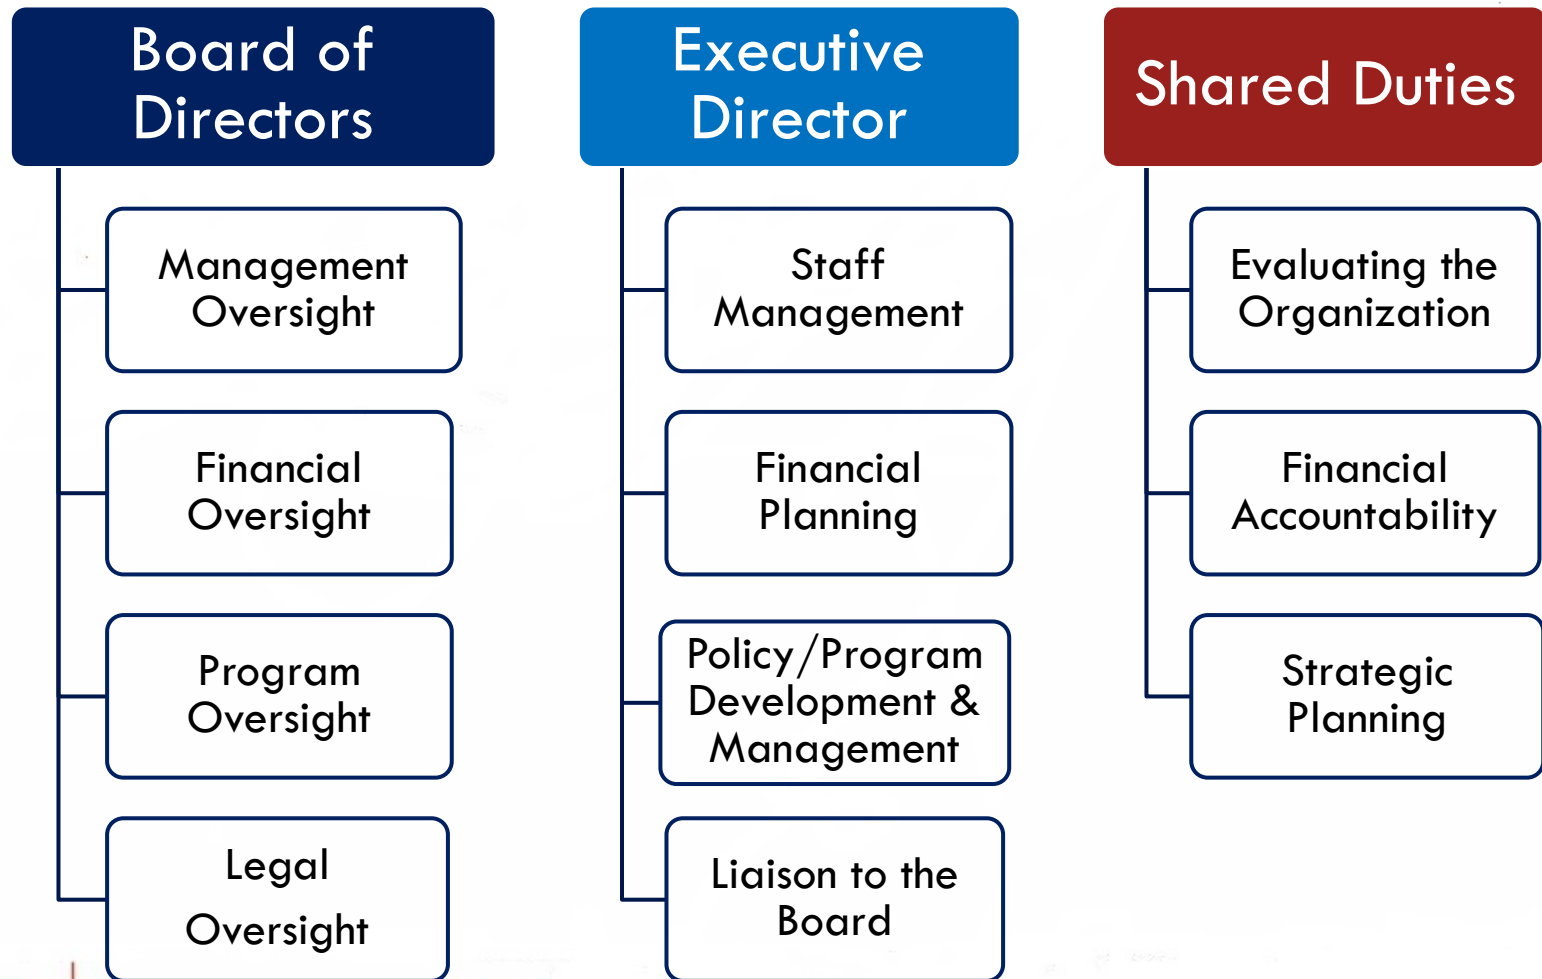 Board of
Directors
Management
Oversight
Financial
Oversight
Program
Oversight
Legal
Oversight
Executive
Director
Staff
Management
Financial
Planning
Policy/Program
Development &
Management
Liaison to the
Board
Shared Duties
Evaluating the
Organization
Financial
Accountability
Strategic
Planning